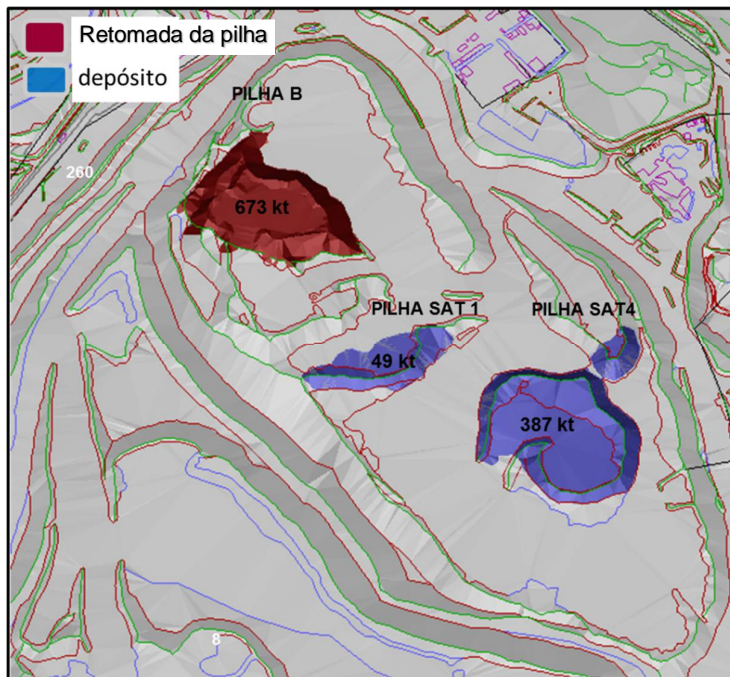 Retomada da pilha
depósito
PILHA B
260
673 kt
PILHA SAT 1
PILHA SAT4
49 kt
387 kt
8